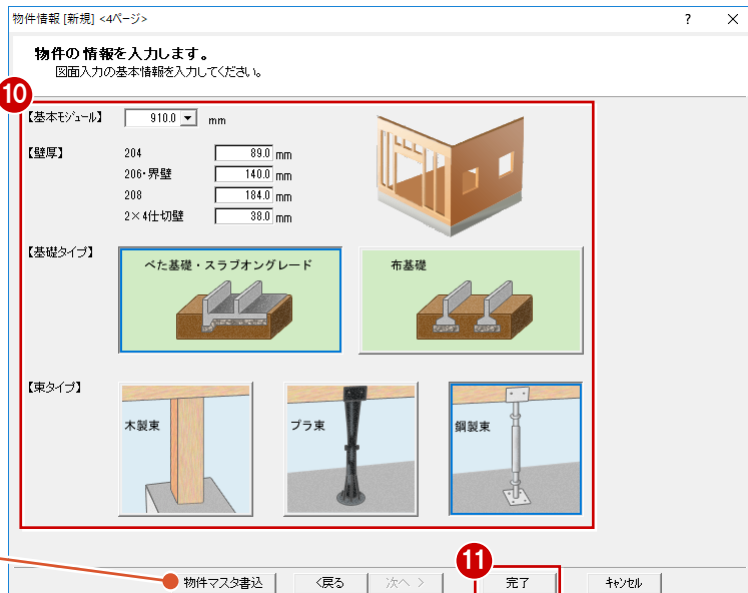 物件情報 [新規] <4ページ>
? ×
物件の情報を入力します。
図面入力の基本情報を入力してください。
10
【基本モジュール】 910.0 mm
【壁厚】 204 89.0 mm
206・界壁 140.0 mm
208 184.0 mm
2×4仕切壁 38.0 mm
【基礎タイプ】
べた基礎・スラブオングレード 布基礎
【束タイプ】
木製束 プラ束 鋼製束
11
物件マスタ書込 <戻る 次へ > 完了 キャンセル